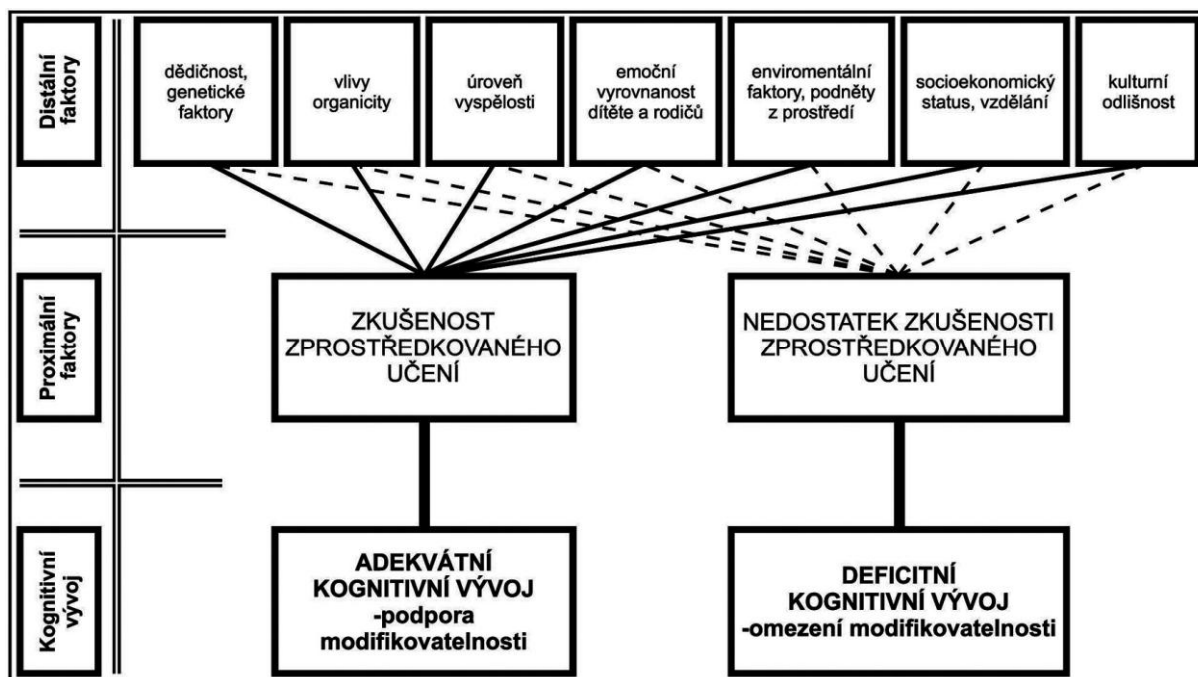 Distální
faktory
dědičnost,
genetické
faktory
vlivy
organicity
úroveň
vyspělosti
emoční
vyrovnanost
dítěte a rodičů
enviromentální
faktory, podněty
z prostředí
socioekonomický
status, vzdělání
kulturní
odlišnost
Proximální
faktory
ZKUŠENOST
ZPROSTŘEDKOVANÉHO
UČENÍ
NEDOSTATEK ZKUŠENOSTI
ZPROSTŘEDKOVANÉHO
UČENÍ
Kognitivní
vývoj
ADEKVÁTNÍ
KOGNITIVNÍ VÝVOJ
-podpora
modifikovatelnosti
DEFICITNÍ
KOGNITIVNÍ VÝVOJ
-omezení modifikovatelnosti